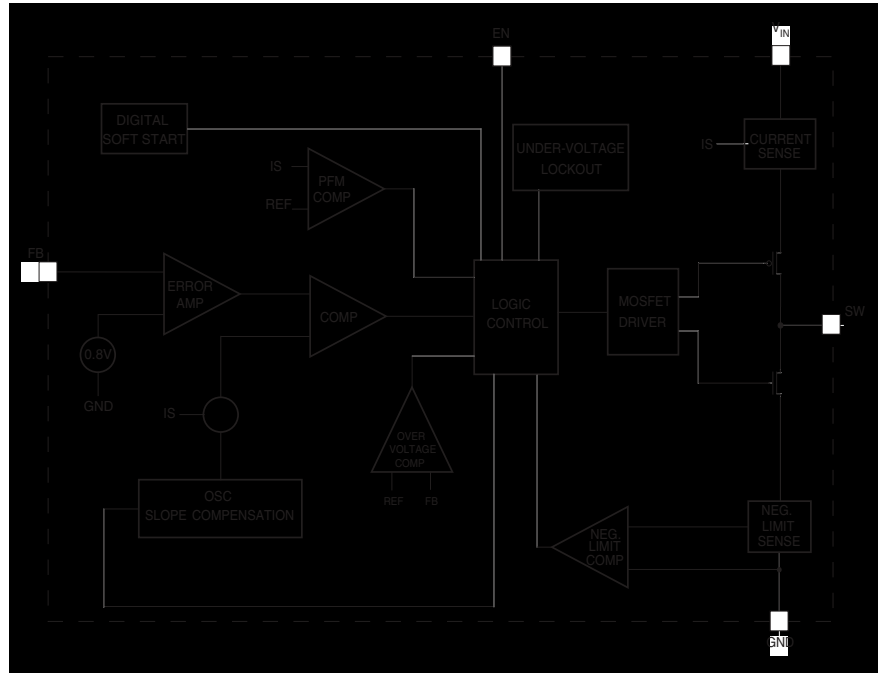 EN
VIN
DIGITAL
SOFT START
IS
PFM
COMP
REF
UNDER-VOLTAGE
LOCKOUT
IS
CURRENT
SENSE
FB
ERROR
AMP
COMP
LOGIC
CONTROL
MOSFET
DRIVER
SW
0.8V
GND
IS
OVER
VOLTAGE
COMP
REF
FB
OSC
SLOPE COMPENSATION
NEG.
LIMIT
COMP
NEG.
LIMIT
SENSE
GND